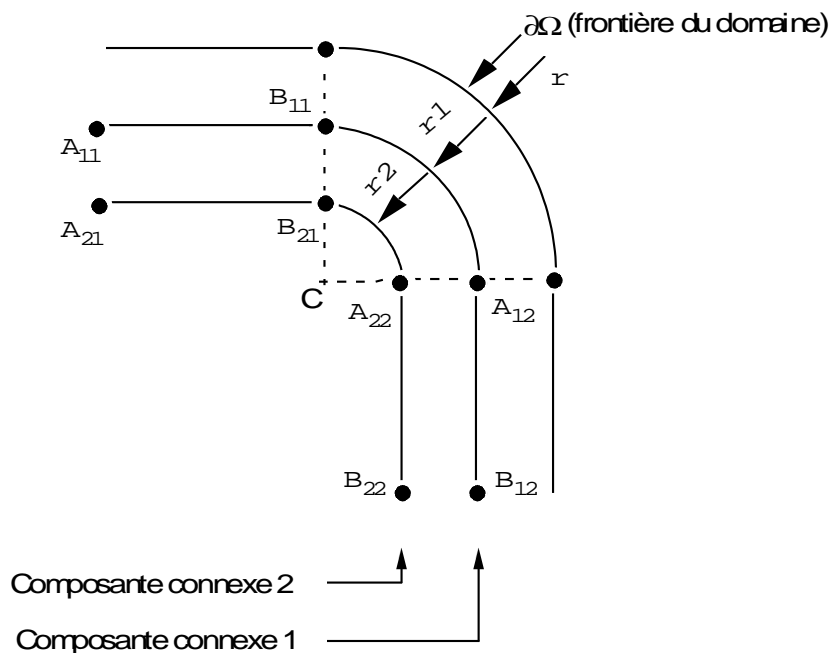 ∂Ω (frontière du domaine)
r
B11
r1
A11
r2
A21
B21
C
A22
A12
B22
B12
Composante connexe 2
Composante connexe 1